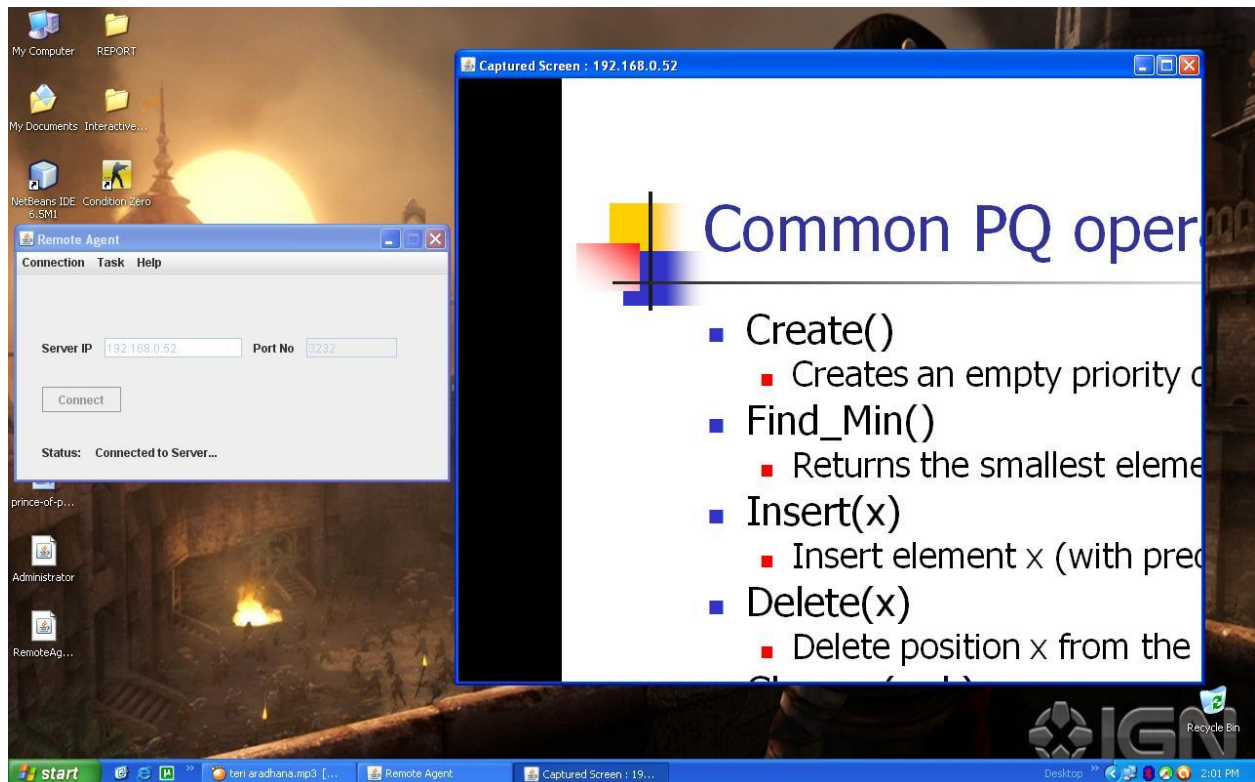 My Computer
REPORT
My Documents
Interactive...
NetBeans IDE 6.5M1
Condition Zero
Remote Agent
Connection Task Help
Server IP 192.168.0.52 Port No 3232
Connect
Status: Connected to Server...
prince-of-p...
Administrator
RemoteAg...
Captured Screen : 192.168.0.52
Common PQ oper
Create()
Creates an empty priority
Find_Min()
Returns the smallest eleme
Insert(x)
Insert element x (with prec
Delete(x)
Delete position x from the
IGN
Recycle Bin
start
teri aradhana.mp3 [...
Remote Agent
Captured Screen : 19...
Desktop
2:01 PM